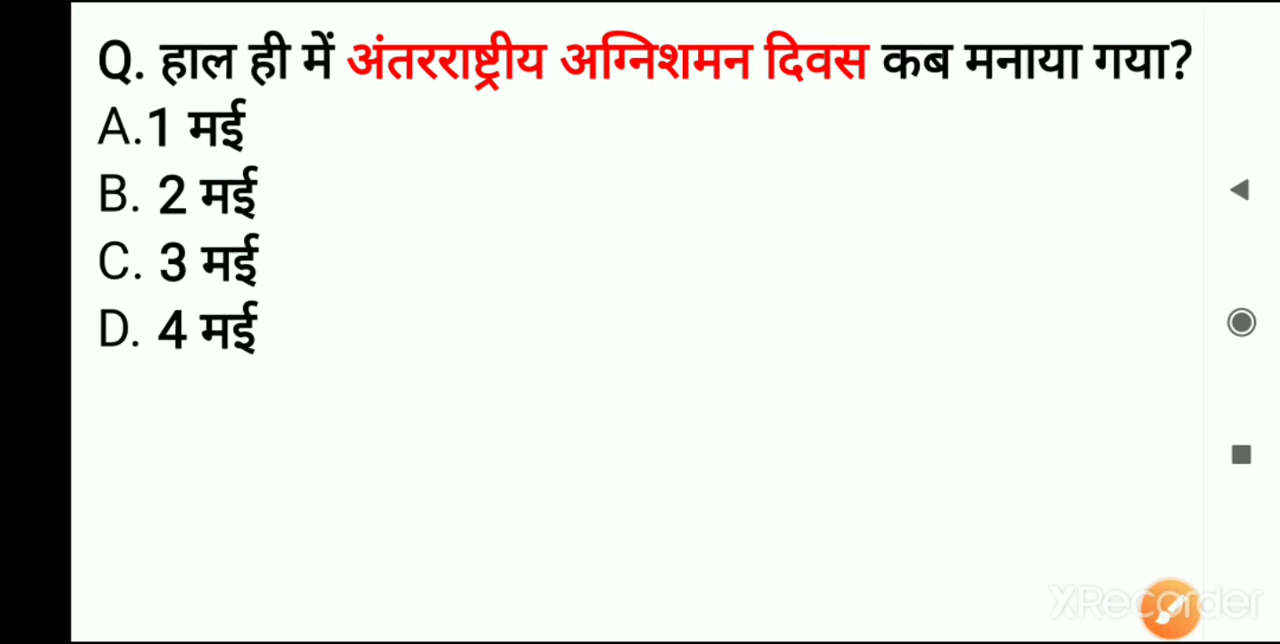 Q. हाल ही में अंतरराष्ट्रीय अग्निशमन दिवस कब मनाया गया?
A.1 मई
B. 2 मई
C. 3 मई
D. 4 मई
XRecorder